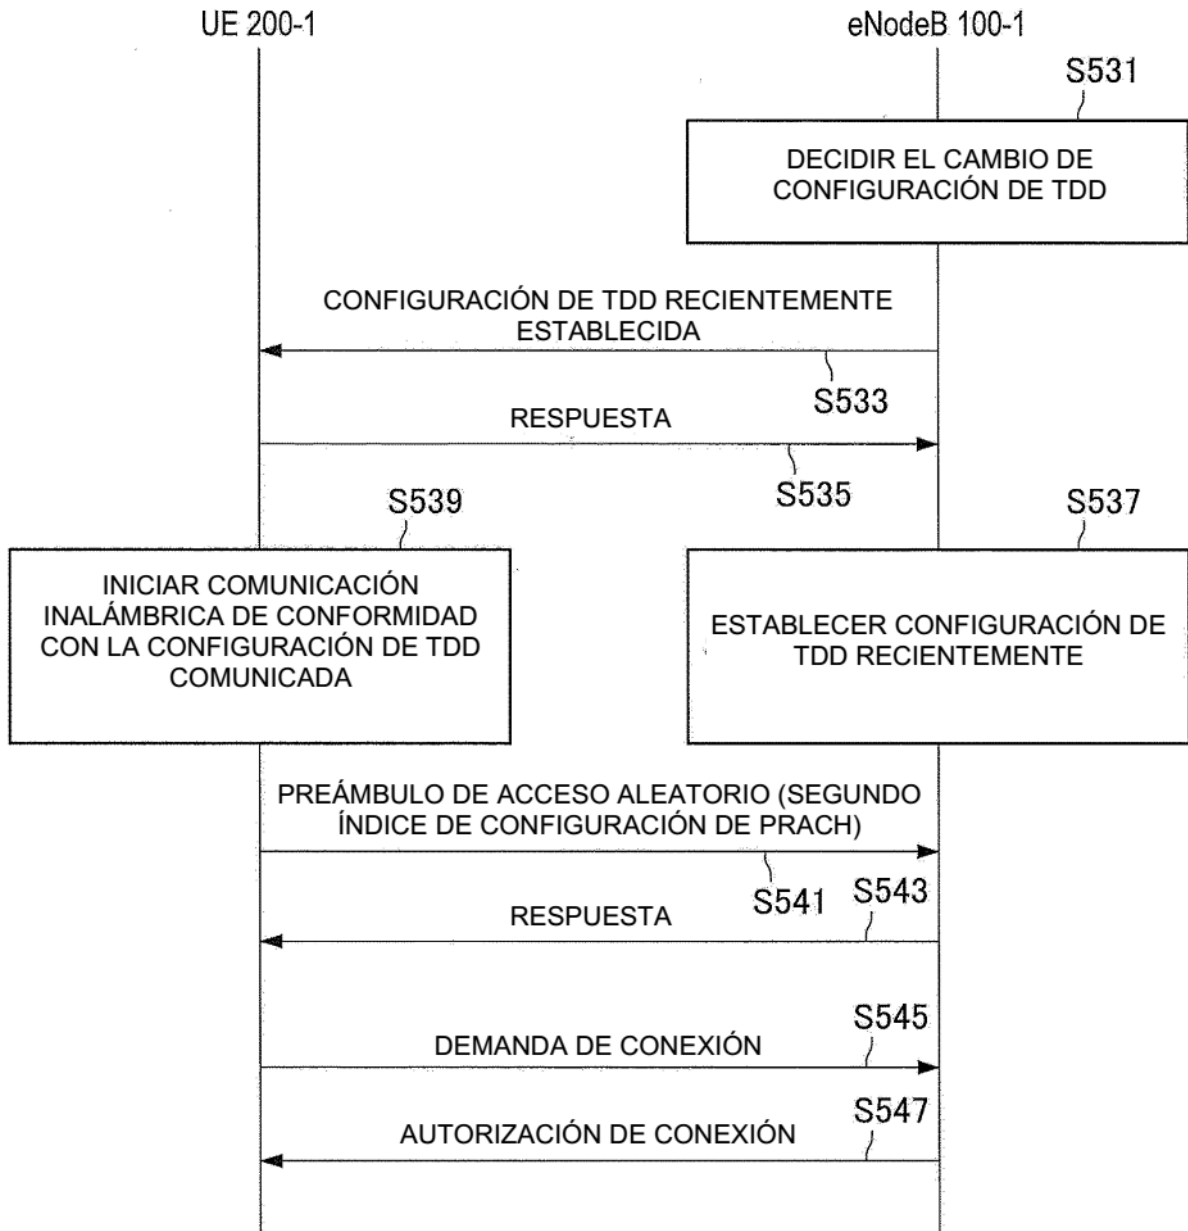 UE 200-1
eNodeB 100-1
S531
DECIDIR EL CAMBIO DE
CONFIGURACIÓN DE TDD
CONFIGURACIÓN DE TDD RECIENTEMENTE
ESTABLECIDA
S533
RESPUESTA
S535
S539
S537
INICIAR COMUNICACIÓN
INALÁMBRICA DE CONFORMIDAD
CON LA CONFIGURACIÓN DE TDD
COMUNICADA
ESTABLECER CONFIGURACIÓN DE
TDD RECIENTEMENTE
PREÁMBULO DE ACCESO ALEATORIO (SEGUNDO
ÍNDICE DE CONFIGURACIÓN DE PRACH)
S541
S543
RESPUESTA
S545
DEMANDA DE CONEXIÓN
S547
AUTORIZACIÓN DE CONEXIÓN